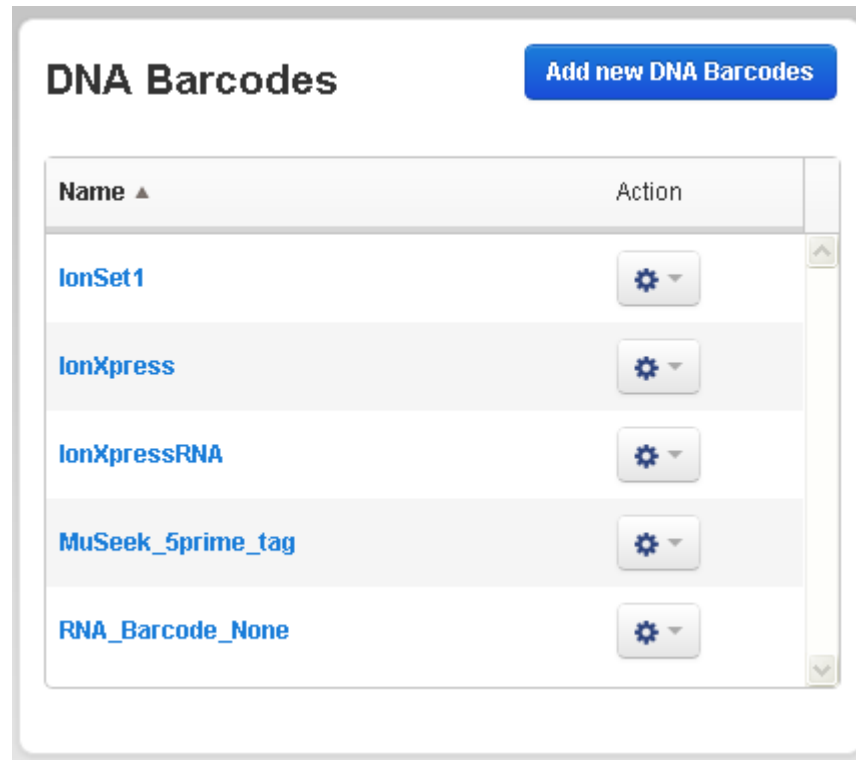 DNA Barcodes
Add new DNA Barcodes
Name Action
IonSet1
IonXpress
IonXpressRNA
MuSeek_5prime_tag
RNA_Barcode_None